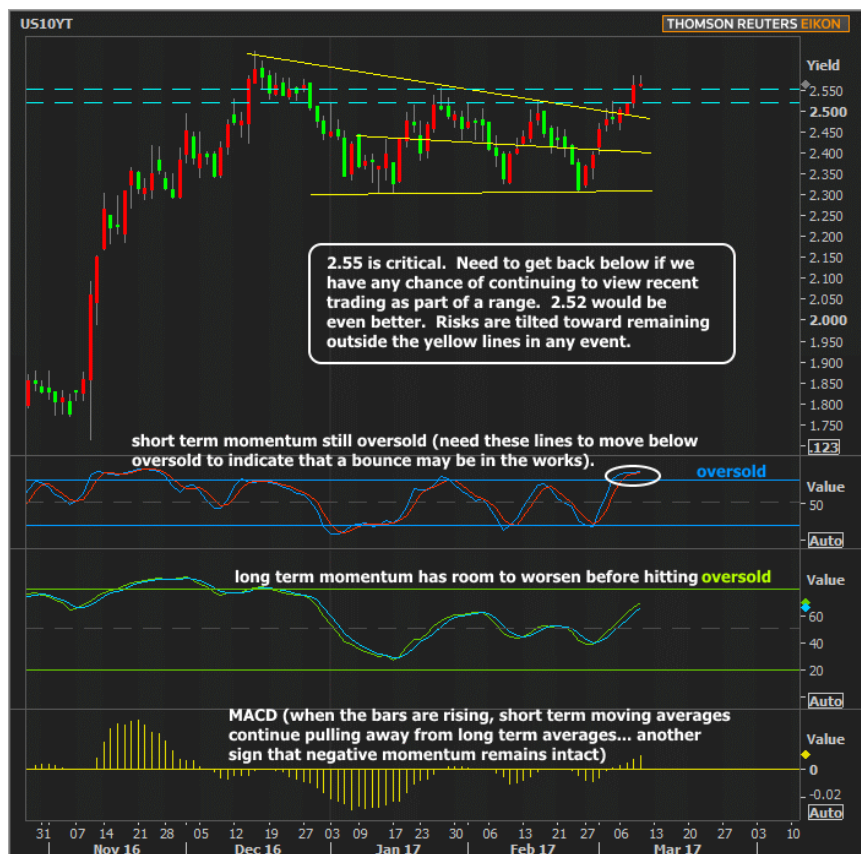 US10YT
THOMSON REUTERS EIKON
Yield
2.550
2.500
2.450
2.400
2.350
2.300
2.250
2.200
2.150
2.100
2.050
2.000
1.950
1.900
1.850
1.800
1.750
.123
2.55 is critical. Need to get back below if we
have any chance of continuing to view recent
trading as part of a range. 2.52 would be
even better. Risks are tilted toward remaining
outside the yellow lines in any event.
short term momentum still oversold (need these lines to move below
oversold to indicate that a bounce may be in the works).
oversold
Value
50
Auto
long term momentum has room to worsen before hitting oversold
Value
60
40
20
Auto
MACD (when the bars are rising, short term moving averages
continue pulling away from long term averages... another
sign that negative momentum remains intact)
Value
0
-0.02
Auto
31 07 14 21 28 05 12 19 27 03 09 17 23 30 06 13 21 27 06 13 20 27 03 10
Nov 16 Dec 16 Jan 17 Feb 17 Mar 17